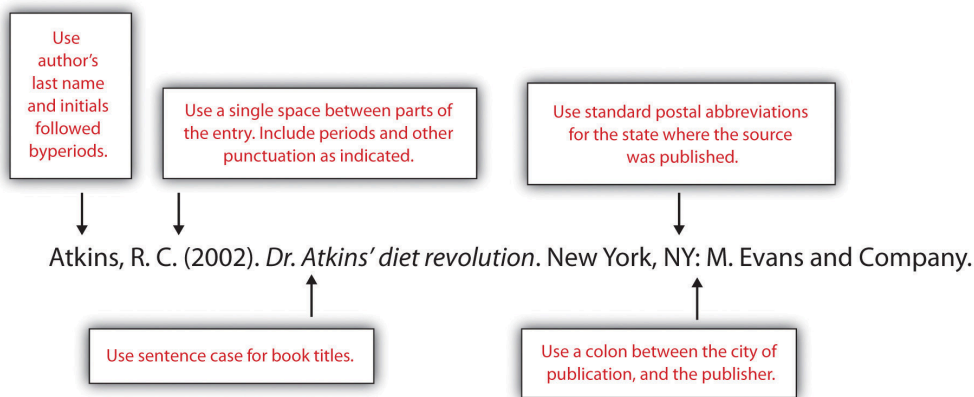 Use
author's
last name
and initials
followed
byperiods.
Use a single space between parts of
the entry. Include periods and other
punctuation as indicated.
Use standard postal abbreviations
for the state where the source
was published.
Atkins, R. C. (2002). Dr. Atkins' diet revolution. New York, NY: M. Evans and Company.
Use sentence case for book titles.
Use a colon between the city of
publication, and the publisher.